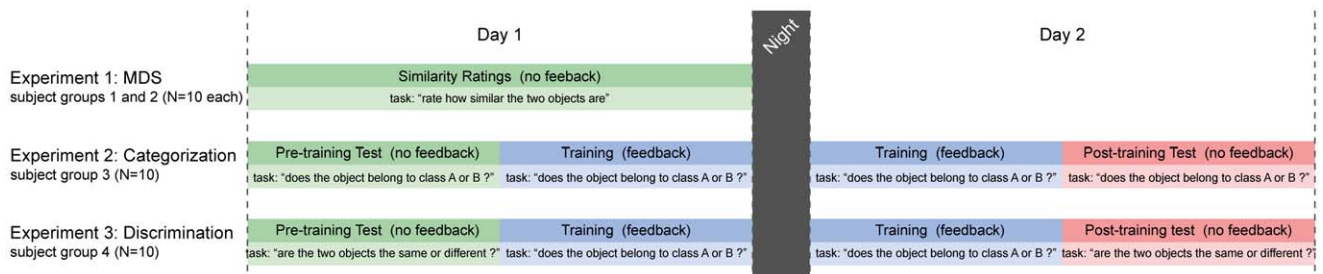 Day 1
Night
Day 2
Experiment 1: MDS
subject groups 1 and 2 (N=10 each)
Similarity Ratings (no feeback)
task: “rate how similar the two objects are”
Experiment 2: Categorization
subject group 3 (N=10)
Pre-training Test (no feedback)
Training (feedback)
Training (feedback)
Post-training Test (no feedback)
task: “does the object belong to class A or B ?”
task: “does the object belong to class A or B ?”
task: “does the object belong to class A or B ?”
task: “does the object belong to class A or B ?”
Experiment 3: Discrimination
subject group 4 (N=10)
Pre-training Test (no feedback)
Training (feedback)
Training (feedback)
Post-training test (no feedback)
task: “are the two objects the same or different ?”
task: “does the object belong to class A or B ?”
task: “does the object belong to class A or B ?”
task: “are the two objects the same or different ?”